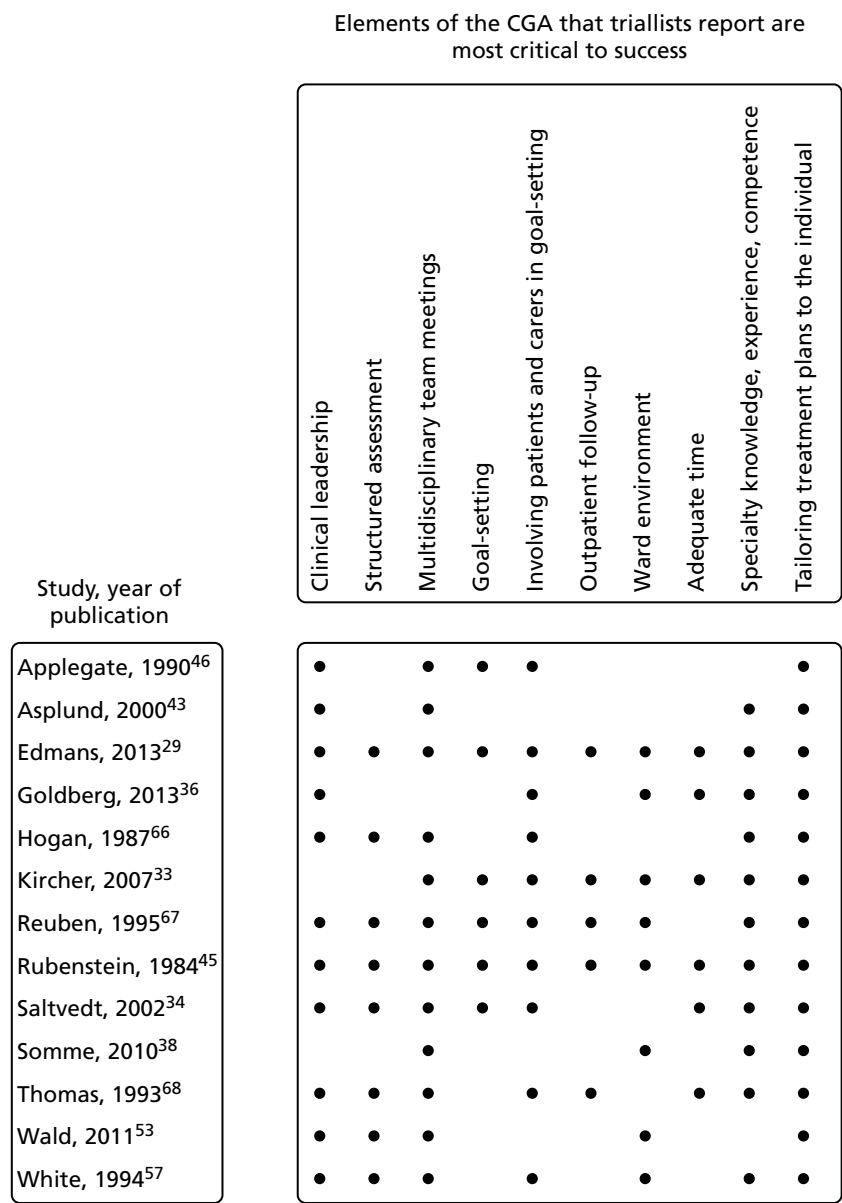 Elements of the CGA that triallists report are
most critical to success
Clinical leadership
Structured assessment
Multidisciplinary team meetings
Goal-setting
Involving patients and carers in goal-setting
Outpatient follow-up
Ward environment
Adequate time
Specialty knowledge, experience, competence
Tailoring treatment plans to the individual
Study, year of
publication
Applegate, 1990⁴⁶
Asplund, 2000⁴³
Edmans, 2013²⁹
Goldberg, 2013³⁶
Hogan, 1987⁶⁶
Kircher, 2007³³
Reuben, 1995⁶⁷
Rubenstein, 1984⁴⁵
Saltvedt, 2002³⁴
Somme, 2010³⁸
Thomas, 1993⁶⁸
Wald, 2011⁵³
White, 1994⁵⁷